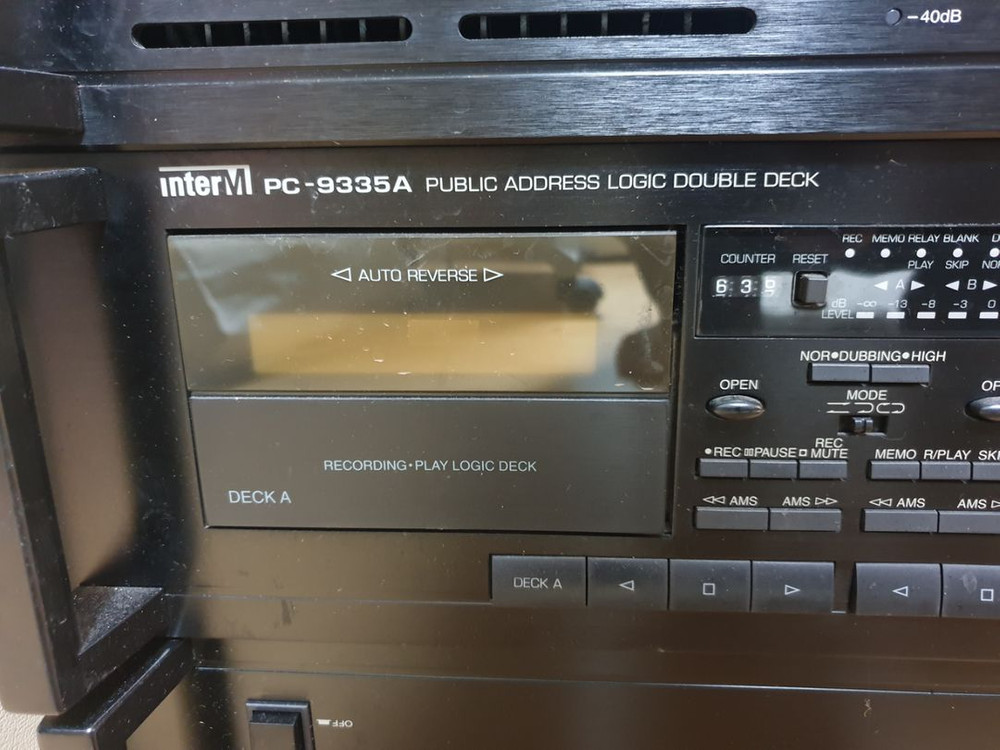 -40dB
interM PC-9335A PUBLIC ADDRESS LOGIC DOUBLE DECK
REC MEMO RELAY BLANK
PLAY SKIP
COUNTER RESET
◁ AUTO REVERSE ▷
◀ A ▶ ◀ B ▶
6 3
dB -∞ -13 -8 -3 0
LEVEL
NOR•DUBBING•HIGH
OPEN
MODE
•REC ▯▯PAUSE □ REC MUTE
MEMO R/PLAY
RECORDING•PLAY LOGIC DECK
DECK A
◁◁ AMS AMS ▷▷ ◁◁ AMS AMS
DECK A ◁ □ ▷ ◁ □
OFF